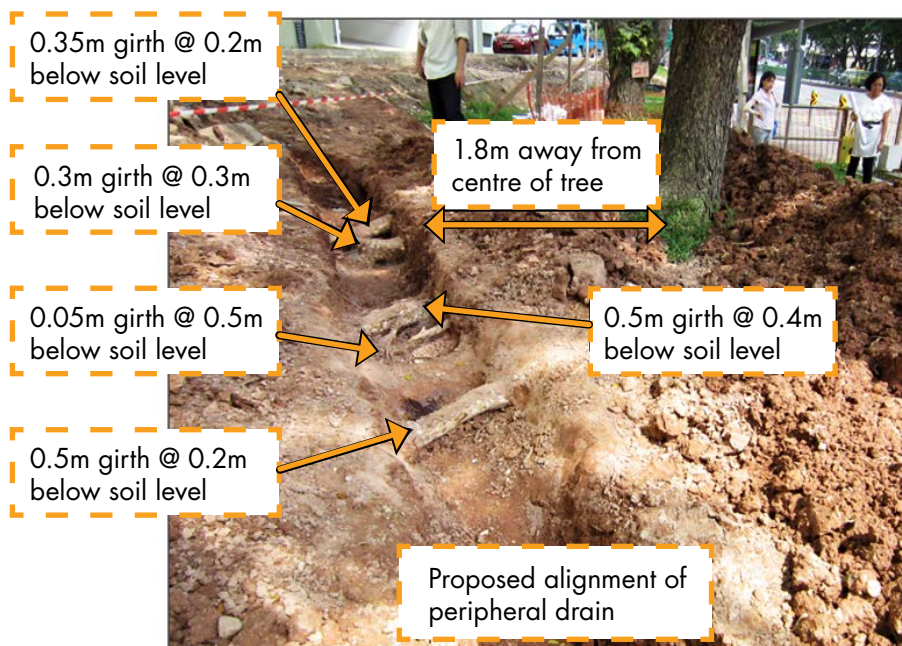 0.35m girth @ 0.2m
below soil level
0.3m girth @ 0.3m
below soil level
1.8m away from
centre of tree
0.05m girth @ 0.5m
below soil level
0.5m girth @ 0.4m
below soil level
0.5m girth @ 0.2m
below soil level
Proposed alignment of
peripheral drain